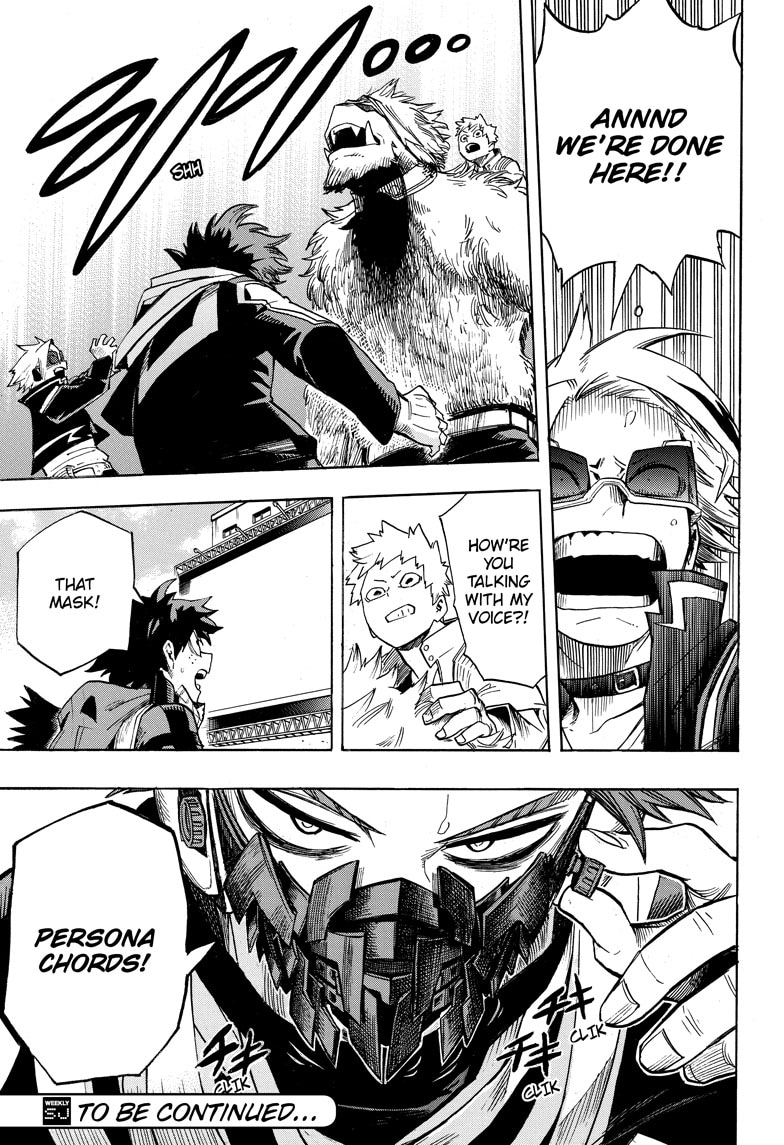 ANNND
WE'RE DONE
HERE!!
SHH
HOW'RE
YOU
TALKING
WITH MY
VOICE?!
THAT
MASK!
PERSONA
CHORDS!
チキ
CLIK
チキ
CLIK
チキ
CLIK
WEEKLY
SJ
TO BE CONTINUED...